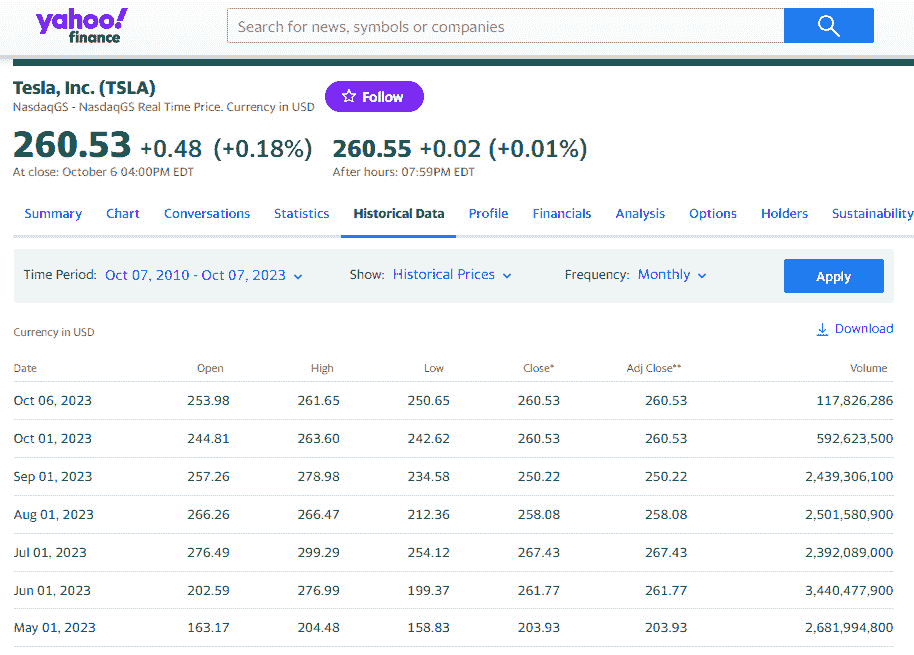 yahoo!
finance
Search for news, symbols or companies
Tesla, Inc. (TSLA)
NasdaqGS - NasdaqGS Real Time Price. Currency in USD
Follow
260.53 +0.48 (+0.18%) 260.55 +0.02 (+0.01%)
At close: October 6 04:00PM EDT After hours: 07:59PM EDT
Summary Chart Conversations Statistics Historical Data Profile Financials Analysis Options Holders Sustainability
Time Period: Oct 07, 2010 - Oct 07, 2023 Show: Historical Prices Frequency: Monthly Apply
Currency in USD Download
Date Open High Low Close* Adj Close** Volume
Oct 06, 2023 253.98 261.65 250.65 260.53 260.53 117,826,286
Oct 01, 2023 244.81 263.60 242.62 260.53 260.53 592,623,500
Sep 01, 2023 257.26 278.98 234.58 250.22 250.22 2,439,306,100
Aug 01, 2023 266.26 266.47 212.36 258.08 258.08 2,501,580,900
Jul 01, 2023 276.49 299.29 254.12 267.43 267.43 2,392,089,000
Jun 01, 2023 202.59 276.99 199.37 261.77 261.77 3,440,477,900
May 01, 2023 163.17 204.48 158.83 203.93 203.93 2,681,994,800